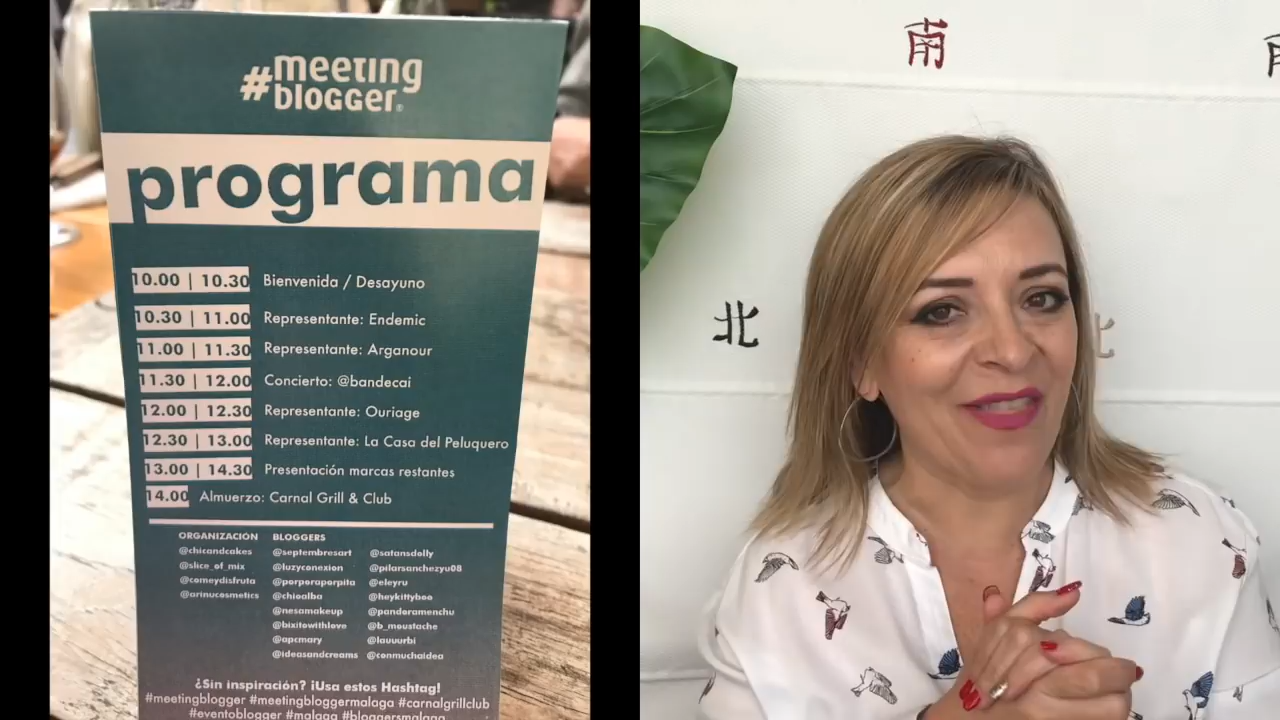 #meeting
blogger®
programa
10.00 | 10.30 Bienvenida / Desayuno
10.30 | 11.00 Representante: Endemic
11.00 | 11.30 Representante: Arganour
11.30 | 12.00 Concierto: @bandecai
12.00 | 12.30 Representante: Ouriage
12.30 | 13.00 Representante: La Casa del Peluquero
13.00 | 14.30 Presentación marcas restantes
14.00 Almuerzo: Carnal Grill & Club
ORGANIZACIÓN
@chicandcakes
@slice_of_mix
@comeydisfruta
@arinucosmetics
BLOGGERS
@septembresart
@luzyconexion
@porporaporpita
@chioalba
@nesamakeup
@bixitowithlove
@apcmary
@ideasandcreams
@satansdolly
@pilarsanchezyu08
@eleyru
@heykittyboo
@pandoramenchu
@b_moustache
@lauuurbi
@conmuchaidea
¿Sin inspiración? ¡Usa estos Hashtag!
#meetingblogger #meetingbloggermalaga #carnalgrillclub
#eventoblogger #malaga #bloggersmalaga
南
北